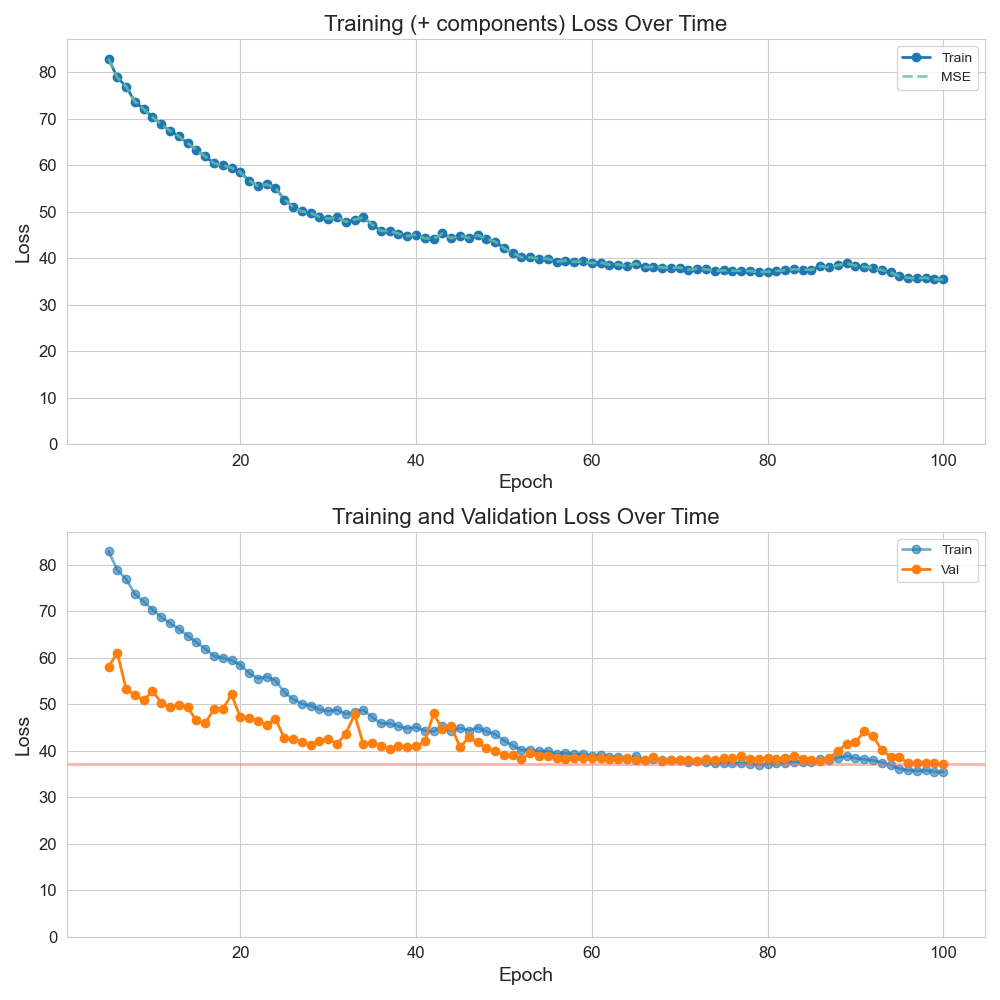 Training (+ components) Loss Over Time
Loss
80
70
60
50
40
30
20
10
0
Train
MSE
20 40 60 80 100
Epoch
Training and Validation Loss Over Time
Loss
80
70
60
50
40
30
20
10
0
Train
Val
20 40 60 80 100
Epoch